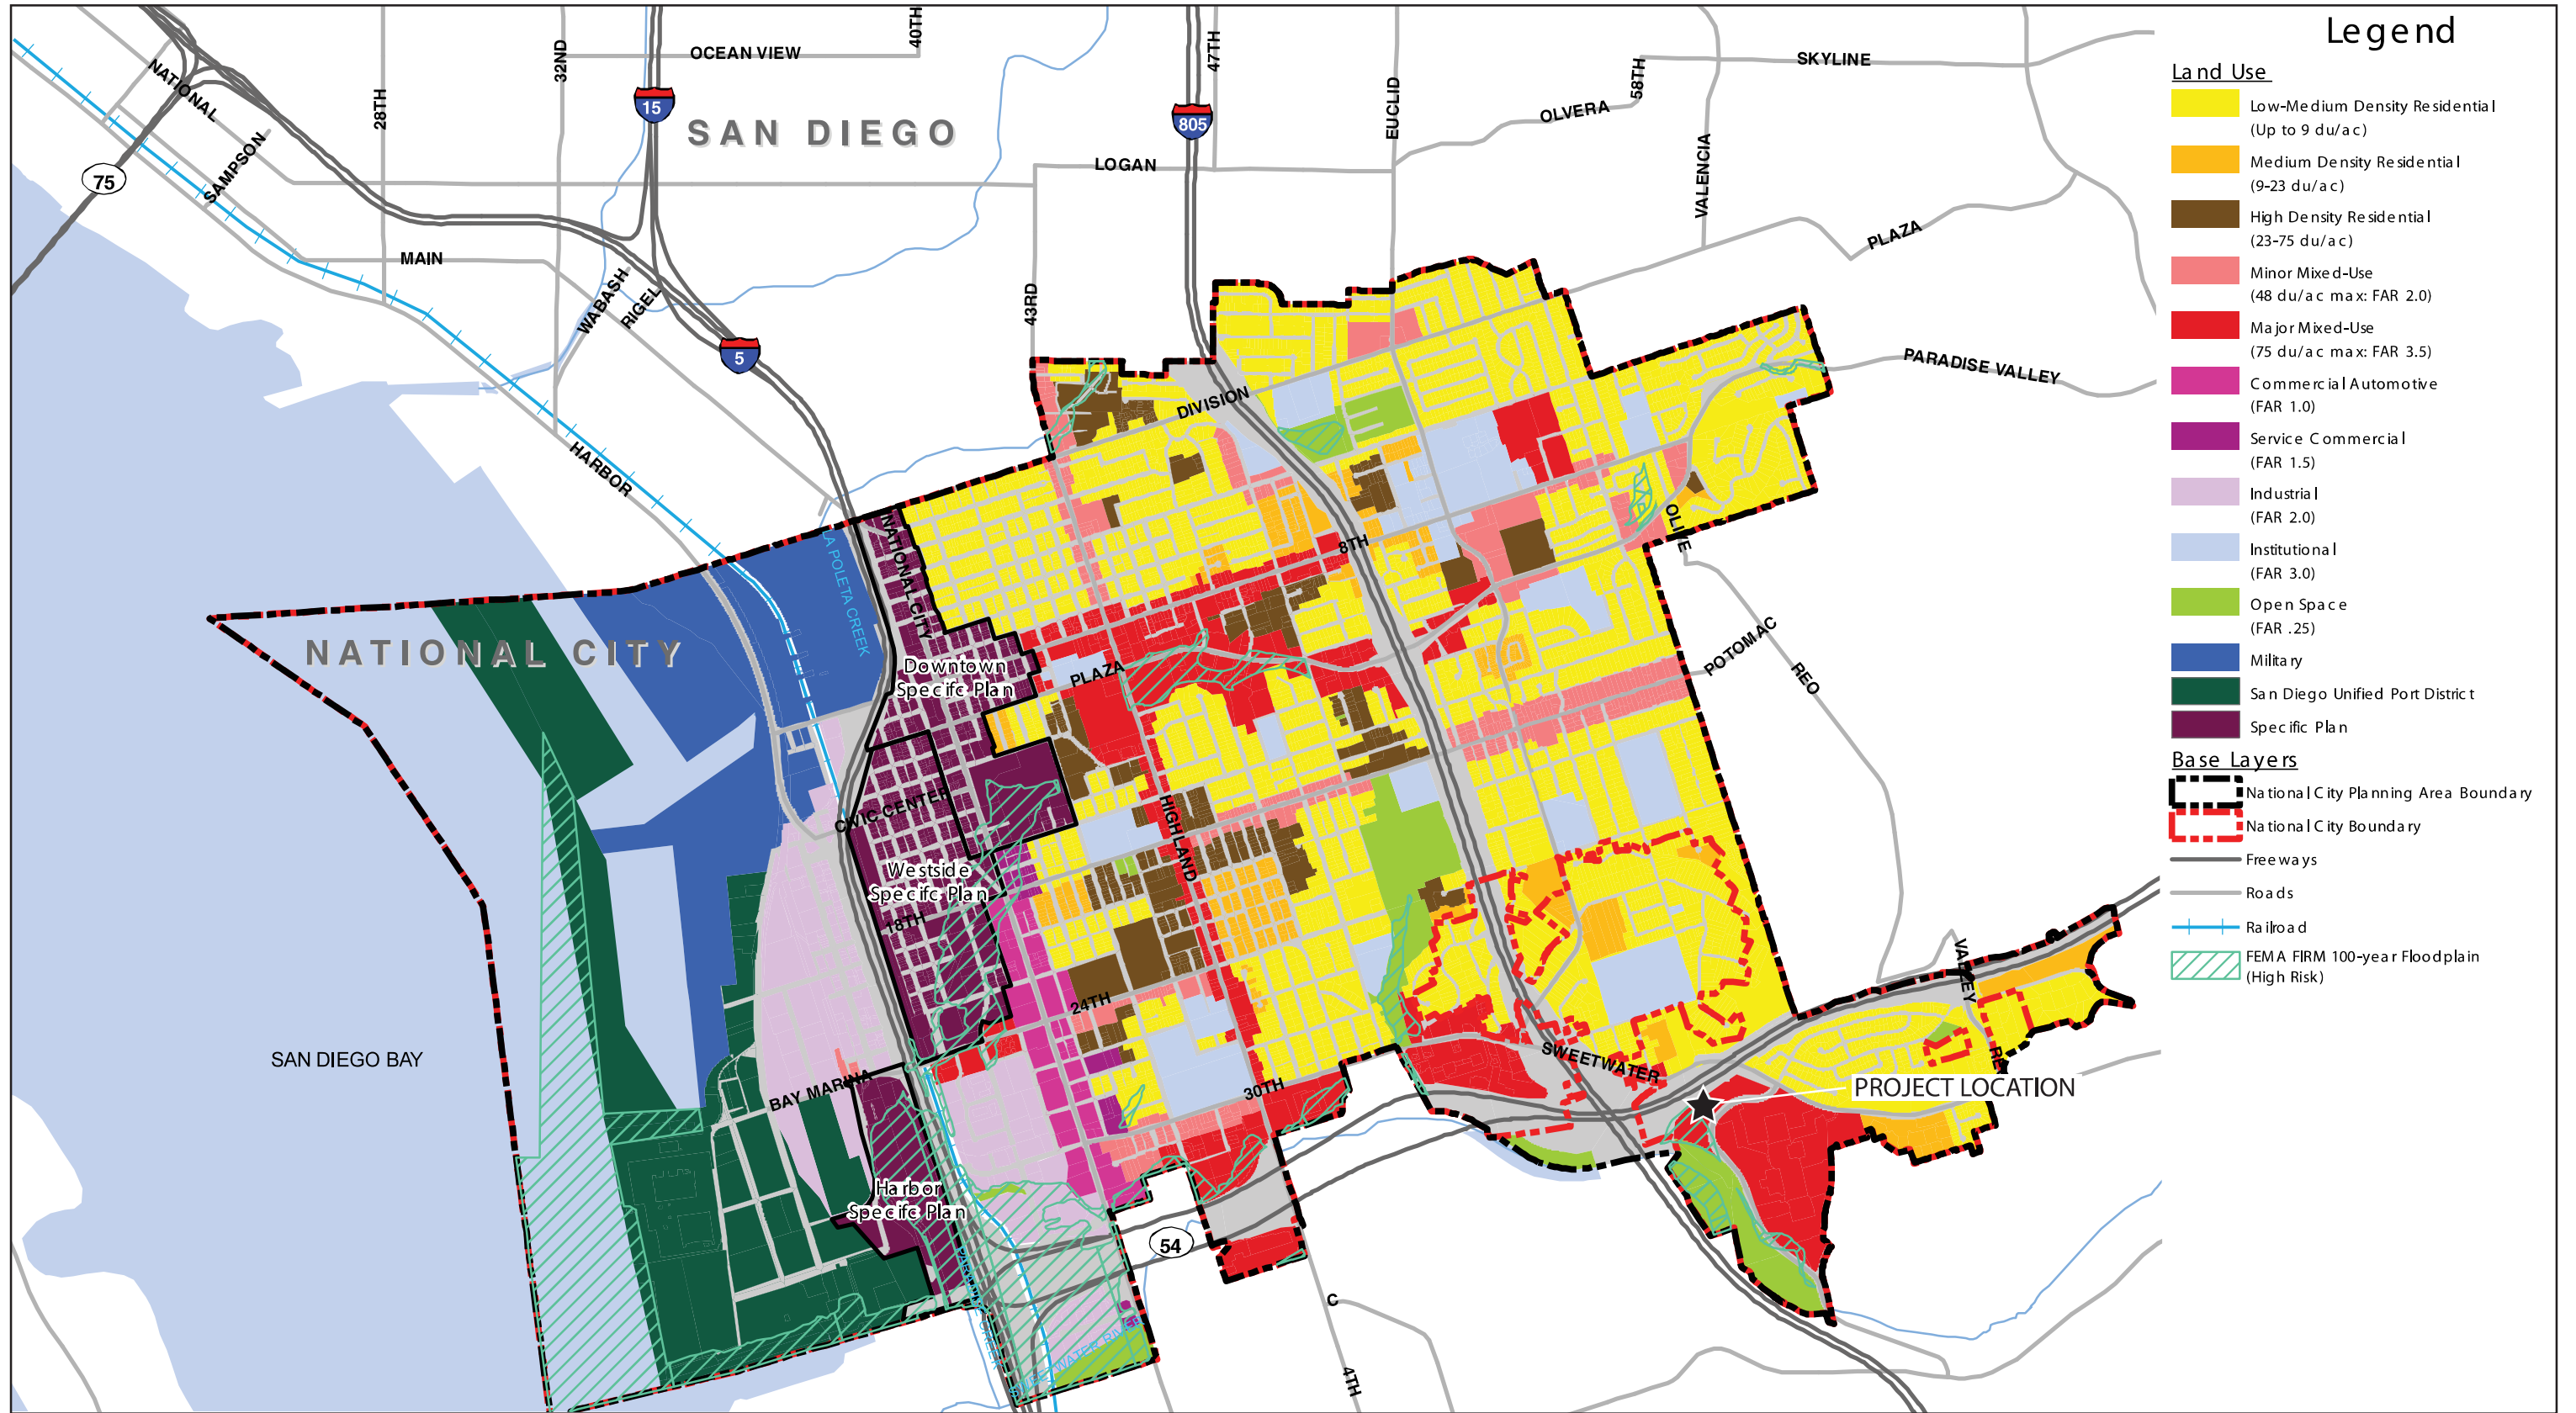 Legend
Land Use
Low-Medium Density Residential
(Up to 9 du/ac)
Medium Density Residential
(9-23 du/ac)
High Density Residential
(23-75 du/ac)
Minor Mixed-Use
(48 du/ac max: FAR 2.0)
Major Mixed-Use
(75 du/ac max: FAR 3.5)
Commercial Automotive
(FAR 1.0)
Service Commercial
(FAR 1.5)
Industrial
(FAR 2.0)
Institutional
(FAR 3.0)
Open Space
(FAR .25)
Military
San Diego Unified Port District
Specific Plan
Base Layers
National City Planning Area Boundary
National City Boundary
Freeways
Roads
Railroad
FEMA FIRM 100-year Floodplain
(High Risk)
NATIONAL
SAMPSON
28TH
32ND
40TH
OCEAN VIEW
15
SAN DIEGO
47TH
805
EUCLID
58TH
SKYLINE
OLVERA
LOGAN
VALENCIA
PLAZA
75
MAIN
WABASH
RIGEL
43RD
5
PARADISE VALLEY
DIVISION
HARBOR
NATIONAL CITY
LA POLETA CREEK
8TH
OLIVE
NATIONAL CITY
Downtown
Specifc Plan
PLAZA
POTOMAC
REO
CIVIC CENTER
HIGHLAND
Westside
Specifc Plan
18TH
24TH
VALLEY
SAN DIEGO BAY
BAY MARINA
30TH
SWEETWATER
PROJECT LOCATION
Harbor
Specifc Plan
54
C
4TH